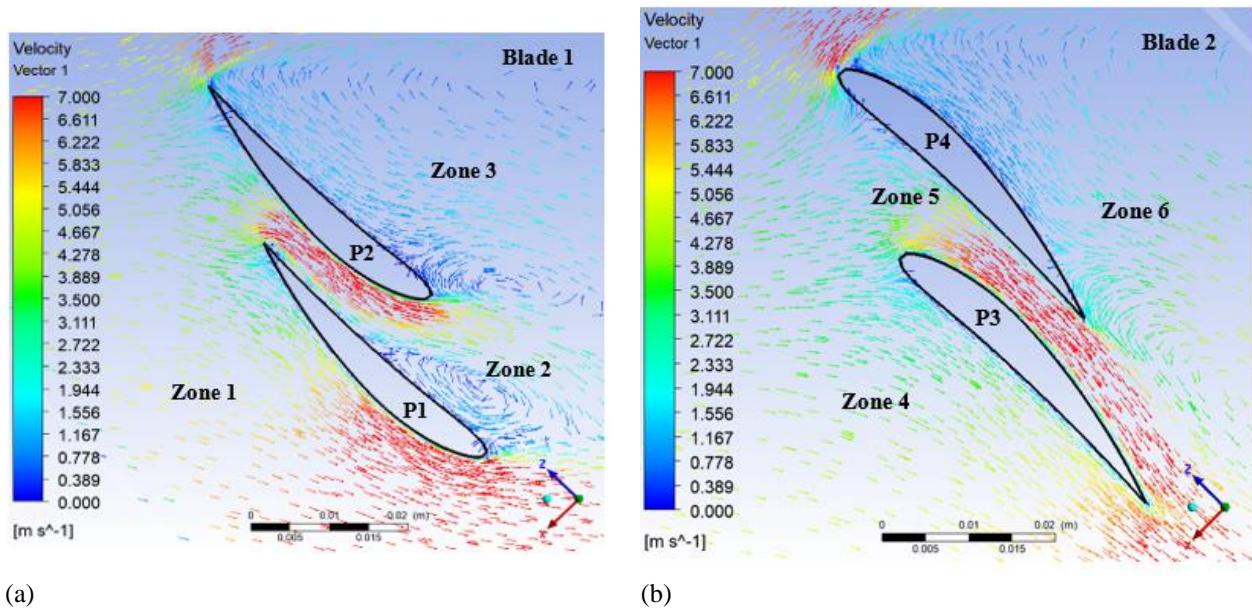 Velocity
Vector 1
Blade 1
7.000
6.611
6.222
5.833
5.444
5.056
4.667
4.278
3.889
3.500
3.111
2.722
2.333
1.944
1.556
1.167
0.778
0.389
0.000
[m s^-1]
Zone 3
P2
Zone 2
Zone 1
P1
0 0.01 0.02 (m)
0.005 0.015
Z
X
(a)
Velocity
Vector 1
Blade 2
7.000
6.611
6.222
5.833
5.444
5.056
4.667
4.278
3.889
3.500
3.111
2.722
2.333
1.944
1.556
1.167
0.778
0.389
0.000
[m s^-1]
P4
Zone 5
Zone 6
P3
Zone 4
0 0.01 0.02 (m)
0.005 0.015
Z
X
(b)